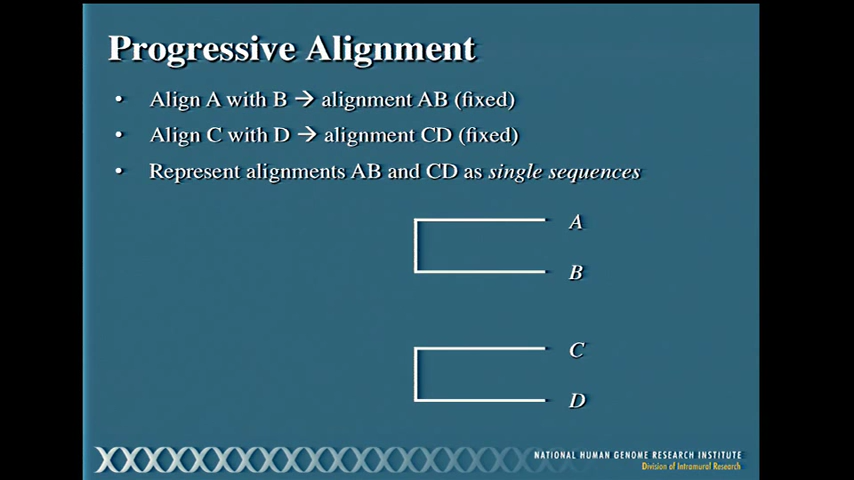 Progressive Alignment
• Align A with B → alignment AB (fixed)
• Align C with D → alignment CD (fixed)
• Represent alignments AB and CD as single sequences
A
B
C
D
NATIONAL HUMAN GENOME RESEARCH INSTITUTE
Division of Intramural Research